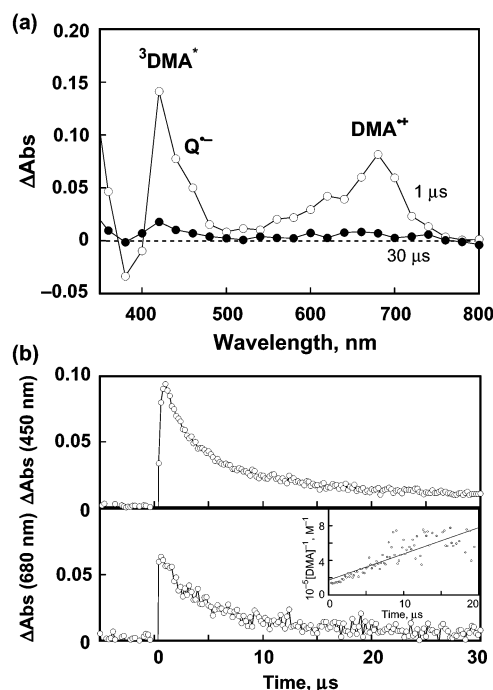 (a)
0.20
0.15
0.10
0.05
0
–0.05
ΔAbs
³DMA*
Q•–
DMA•+
1 μs
30 μs
400 500 600 700 800
Wavelength, nm
(b)
0.10
0.05
0
ΔAbs (450 nm)
0.05
0
ΔAbs (680 nm)
10⁻⁵[DMA]⁻¹, M⁻¹
8
4
0
0 10 20
Time, μs
0 10 20 30
Time, μs